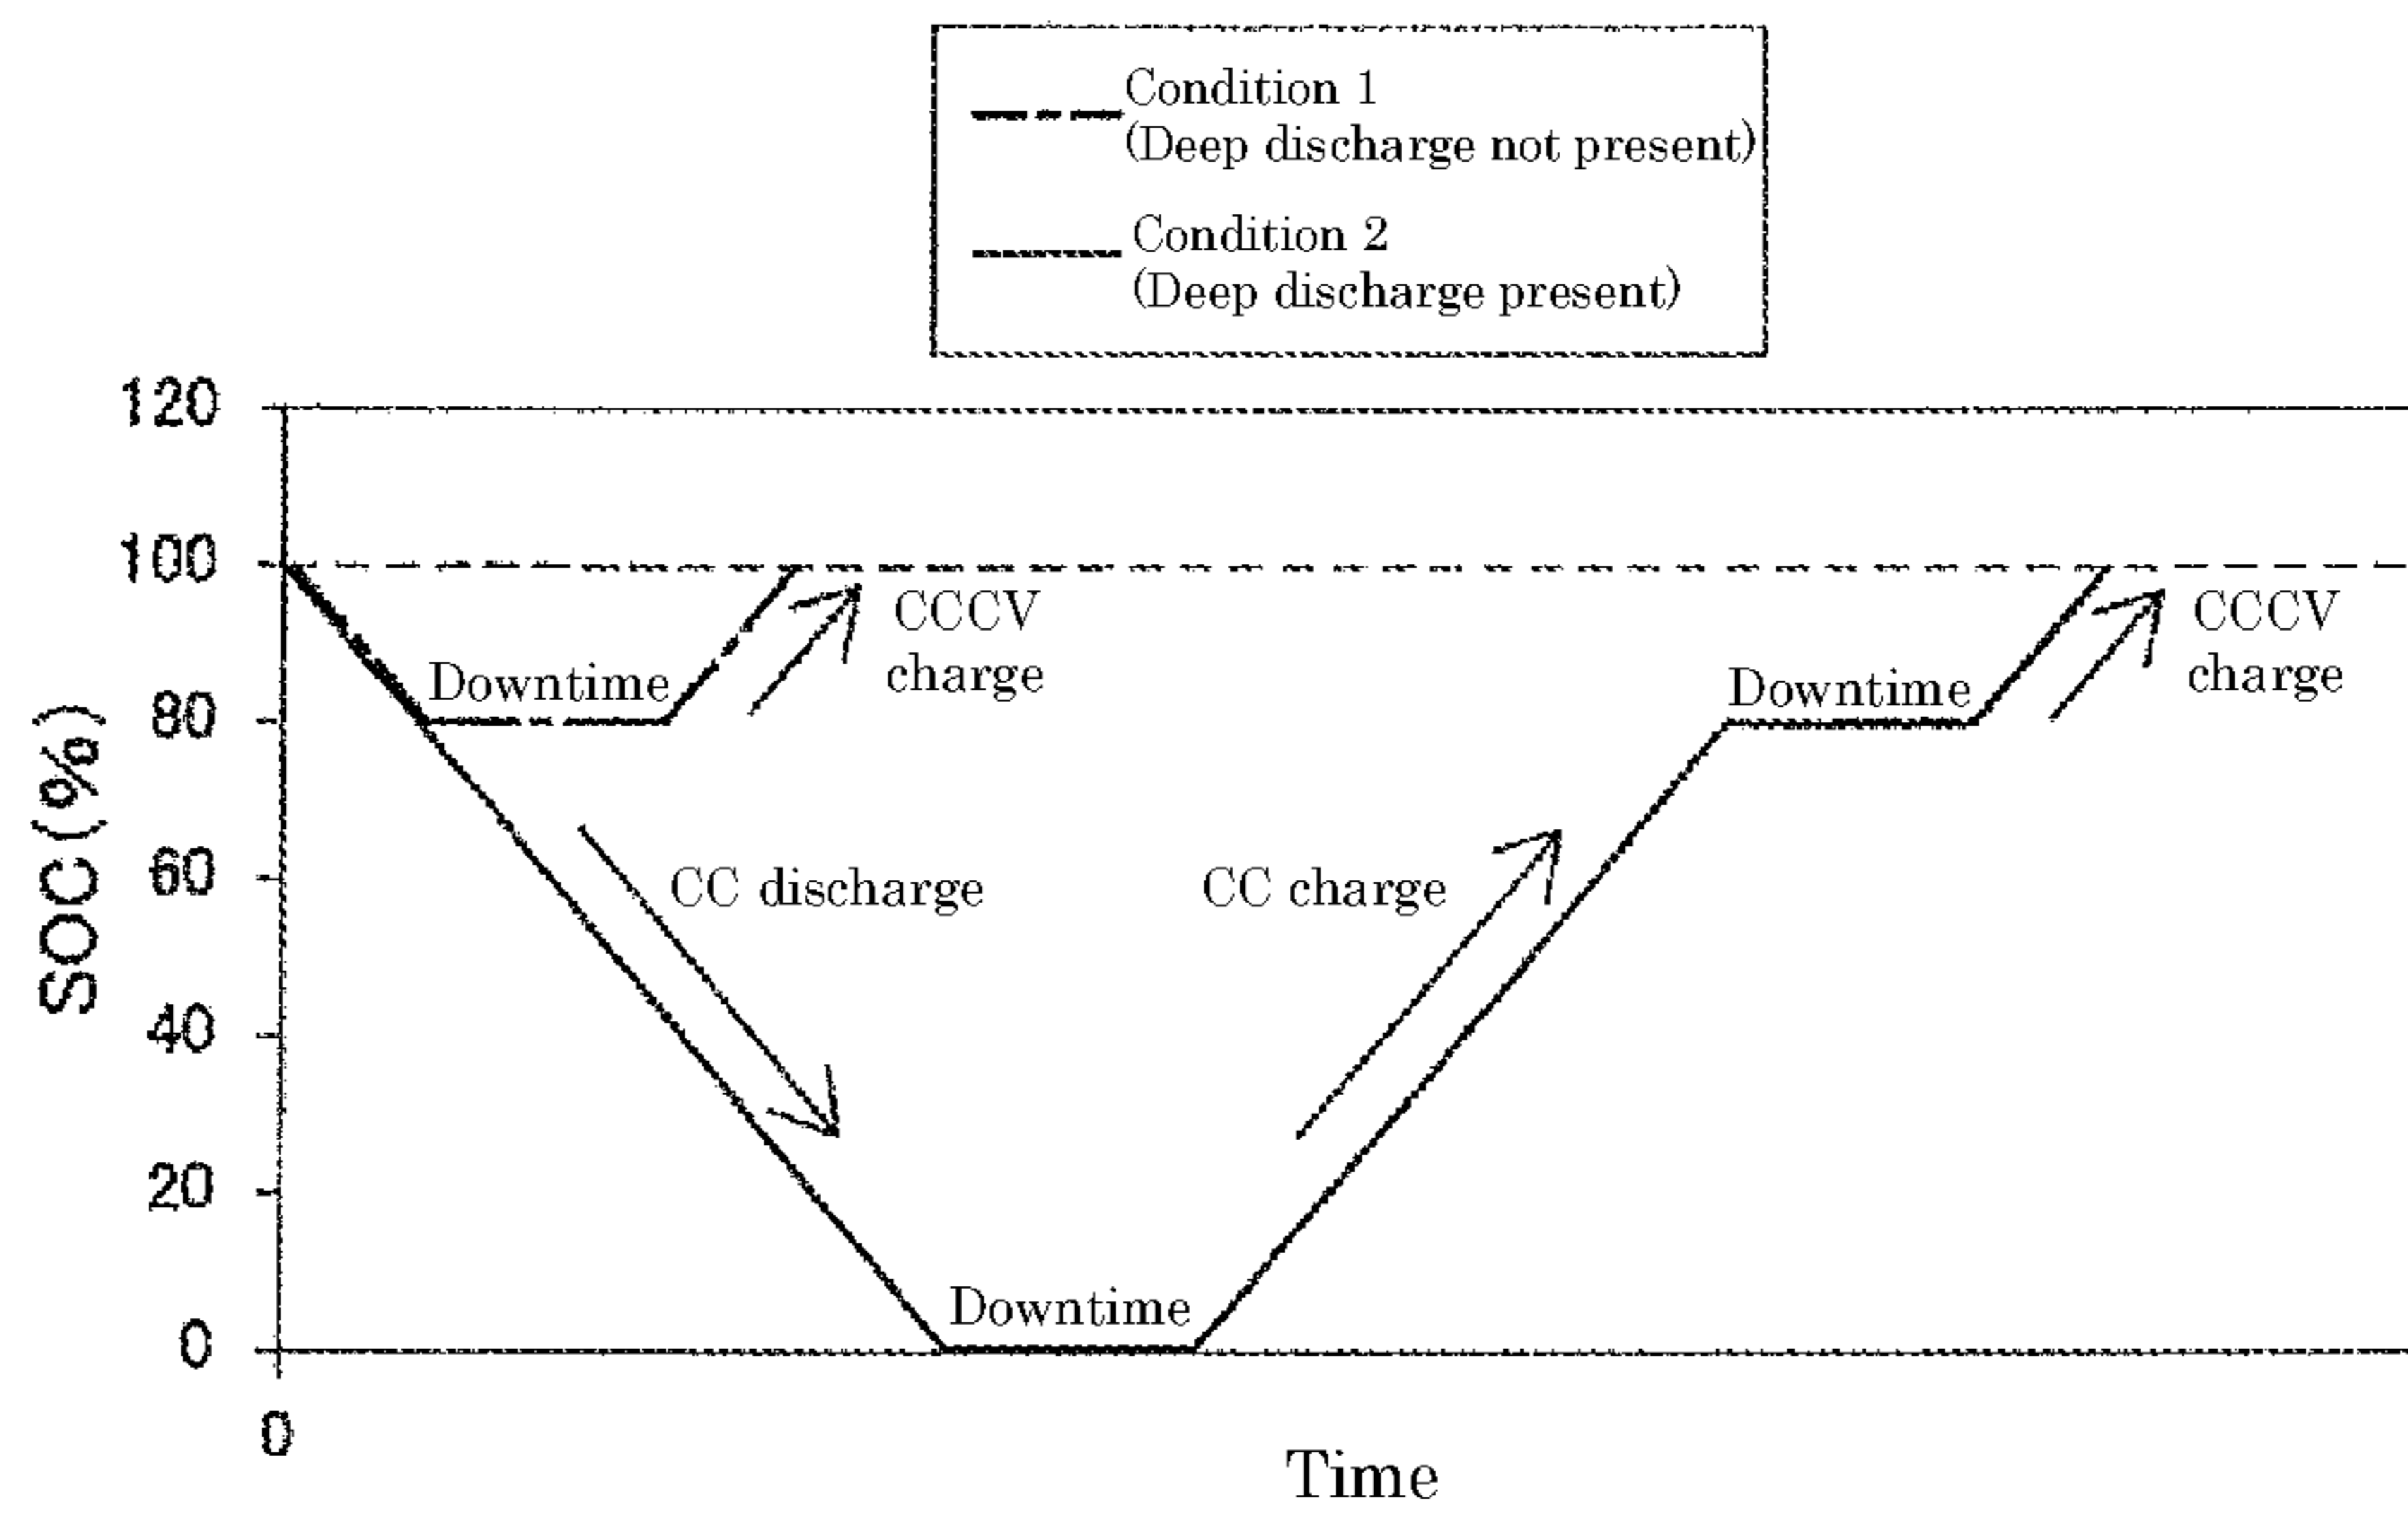 Condition 1
(Deep discharge not present)
Condition 2
(Deep discharge present)
120
100
80
60
40
20
0
0
SOC(%)
Downtime
CCCV
charge
CC discharge
Downtime
CC charge
Downtime
CCCV
charge
Time